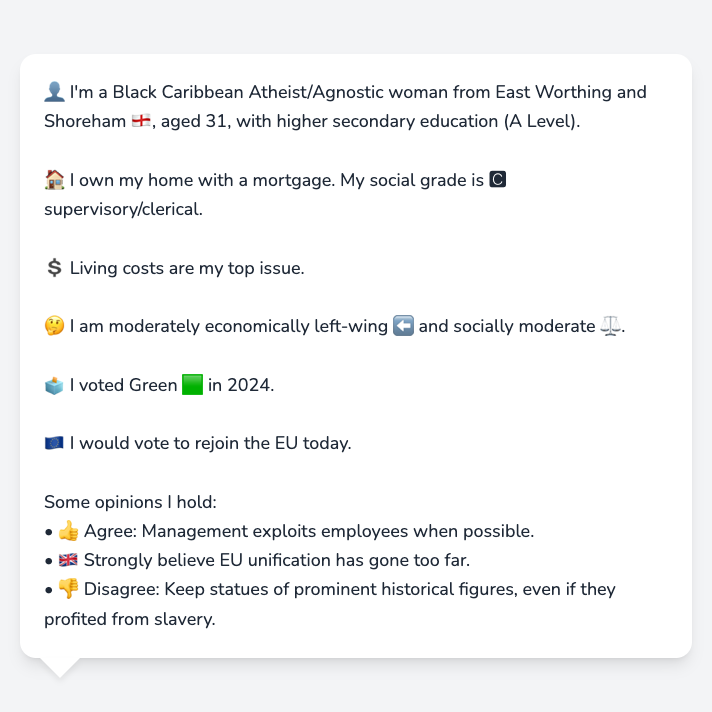 👤 I'm a Black Caribbean Atheist/Agnostic woman from East Worthing and
Shoreham 🏴󠁧󠁢󠁥󠁮󠁧󠁿, aged 31, with higher secondary education (A Level).
🏠 I own my home with a mortgage. My social grade is 🅲
supervisory/clerical.
💲 Living costs are my top issue.
🤔 I am moderately economically left-wing ⬅️ and socially moderate ⚖️.
🗳️ I voted Green 🟩 in 2024.
🇪🇺 I would vote to rejoin the EU today.
Some opinions I hold:
• 👍 Agree: Management exploits employees when possible.
• 🇬🇧 Strongly believe EU unification has gone too far.
• 👎 Disagree: Keep statues of prominent historical figures, even if they
profited from slavery.